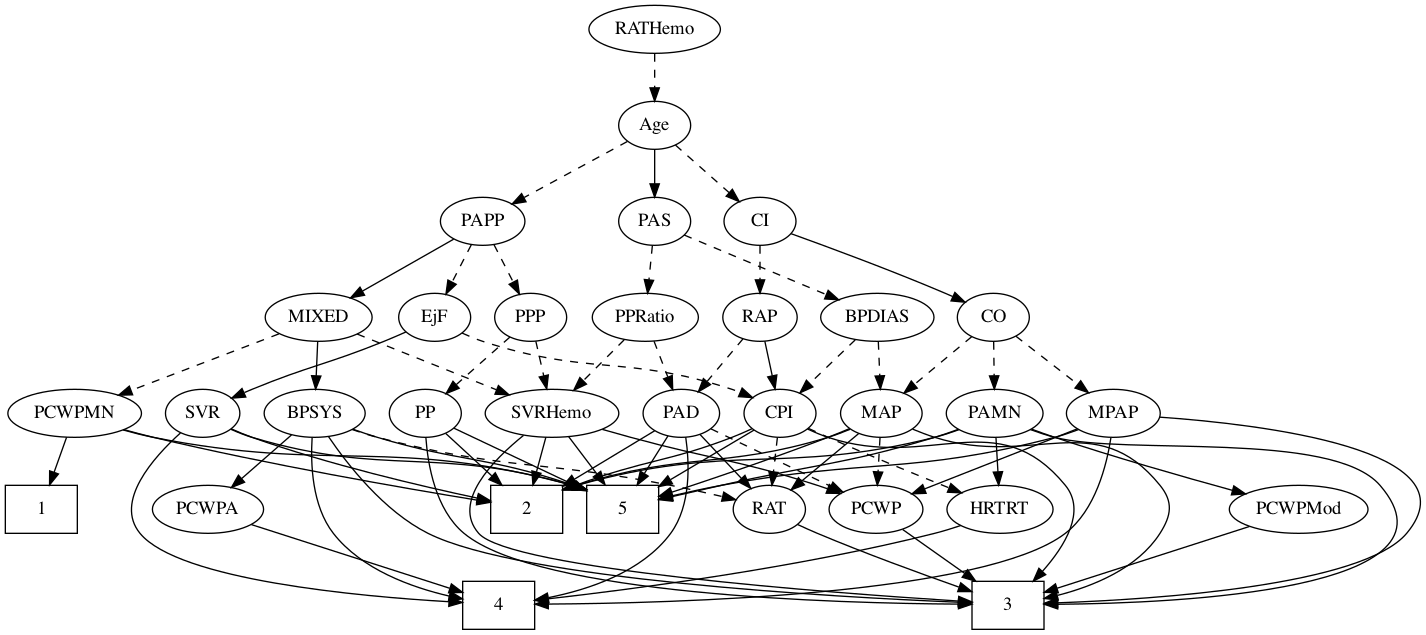 RATHemo
Age
PAPP
PAS
CI
MIXED
EjF
PPP
PPRatio
RAP
BPDIAS
CO
PCWPMN
SVR
BPSYS
PP
SVRHemo
PAD
CPI
MAP
PAMN
MPAP
1
PCWPA
2
5
RAT
PCWP
HRTRT
PCWPMod
4
3